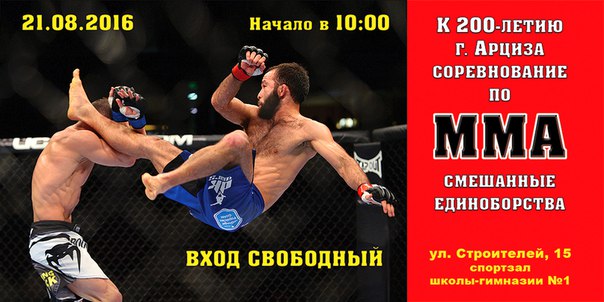 21.08.2016
Начало в 10:00
К 200-ЛЕТИЮ
Г. АРЦИЗА
СОРЕВНОВАНИЕ
ПО
ММА
СМЕШАННЫЕ
ЕДИНОБОРСТВА
ВХОД СВОБОДНЫЙ
ул. Строителей, 15
спортзал
школы-гимназии №1
TAPOUT